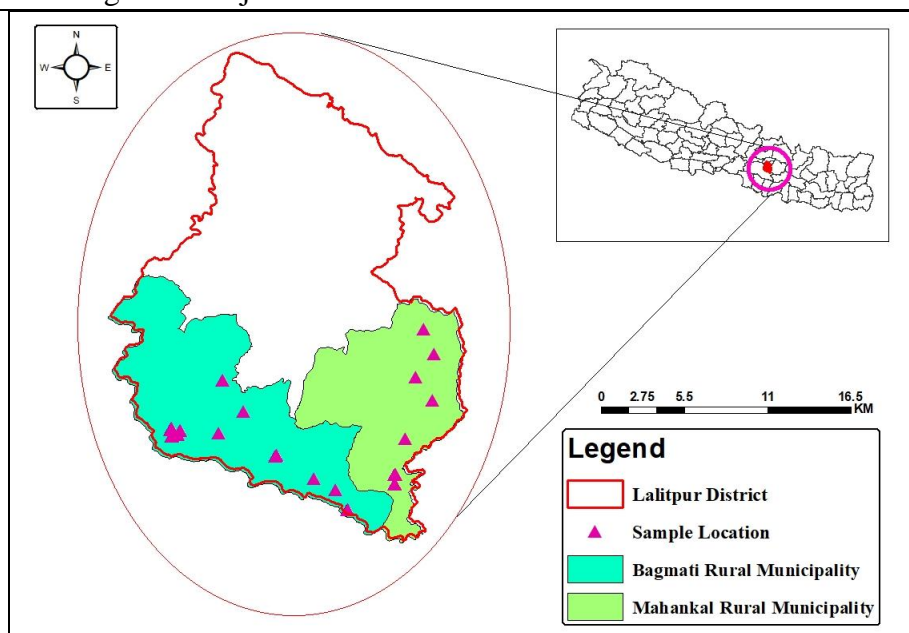 N
W E
S
0 2.75 5.5 11 16.5
KM
Legend
Lalitpur District
Sample Location
Bagmati Rural Municipality
Mahankal Rural Municipality